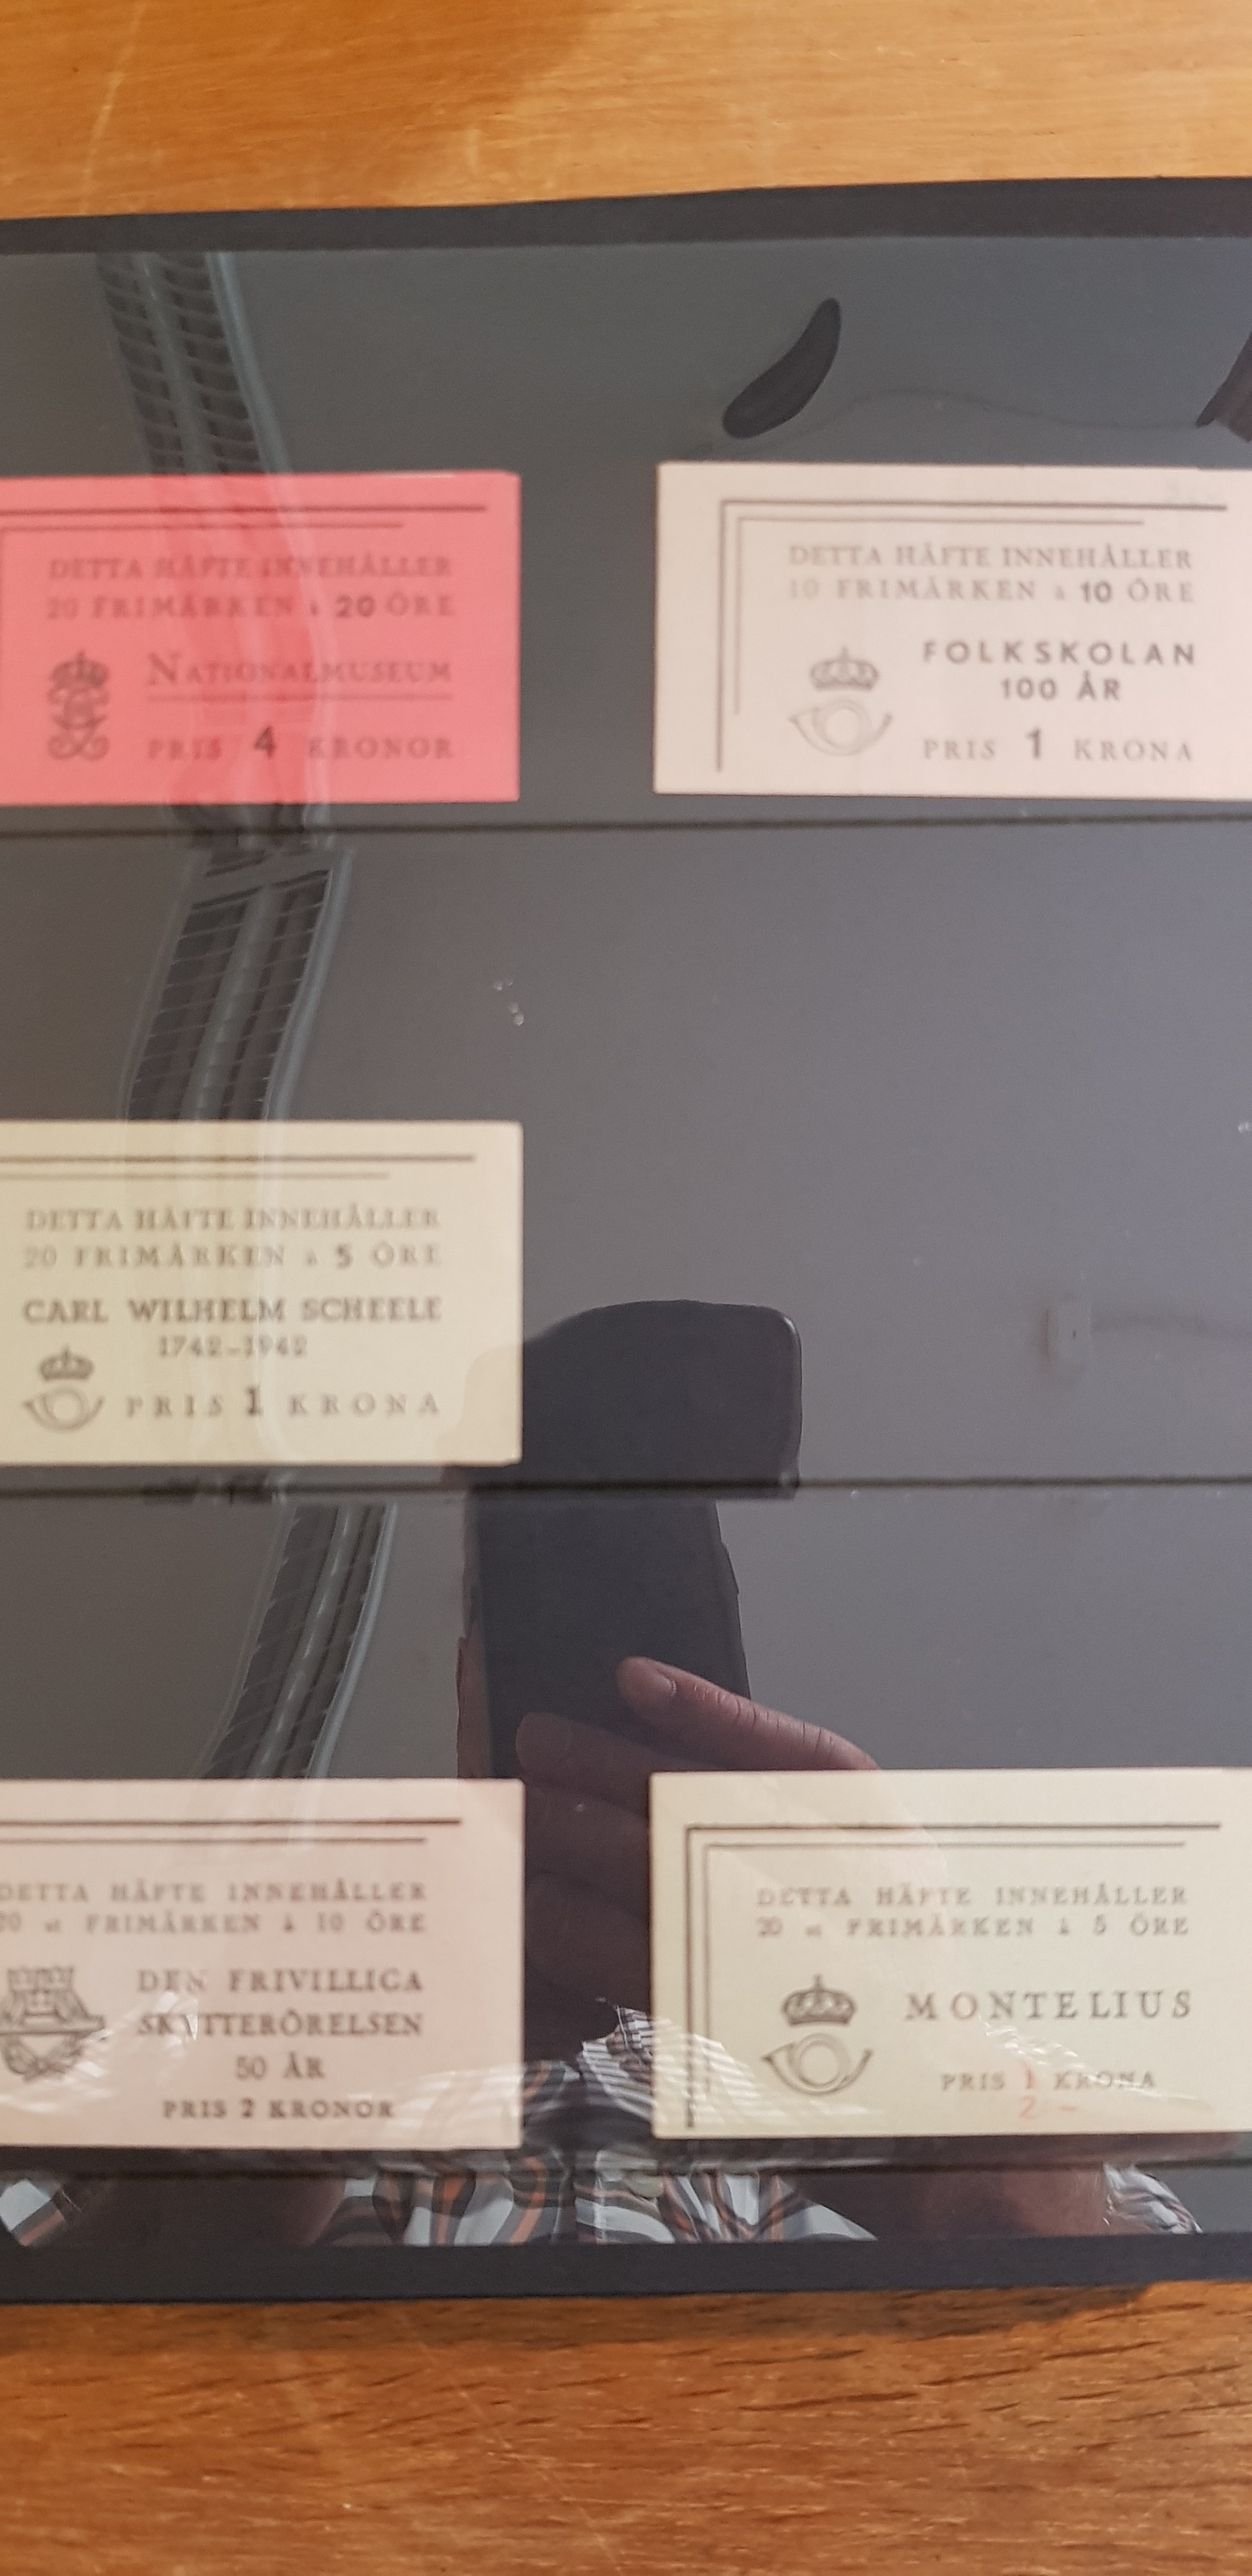 DETTA HÄFTE INNEHÅLLER
20 FRIMÄRKEN à 20 ÖRE
NATIONALMUSEUM
PRIS 4 KRONOR
DETTA HÄFTE INNEHÅLLER
10 FRIMÄRKEN à 10 ÖRE
FOLKSKOLAN
100 ÅR
PRIS 1 KRONA
DETTA HÄFTE INNEHÅLLER
20 FRIMÄRKEN à 5 ÖRE
CARL WILHELM SCHEELE
1742-1942
PRIS 1 KRONA
DETTA HÄFTE INNEHÅLLER
20 st FRIMÄRKEN à 10 ÖRE
DEN FRIVILLIGA
SKYTTERÖRELSEN
50 ÅR
PRIS 2 KRONOR
DETTA HÄFTE INNEHÅLLER
20 st FRIMÄRKEN à 5 ÖRE
MONTELIUS
PRIS 1 KRONA
2 -